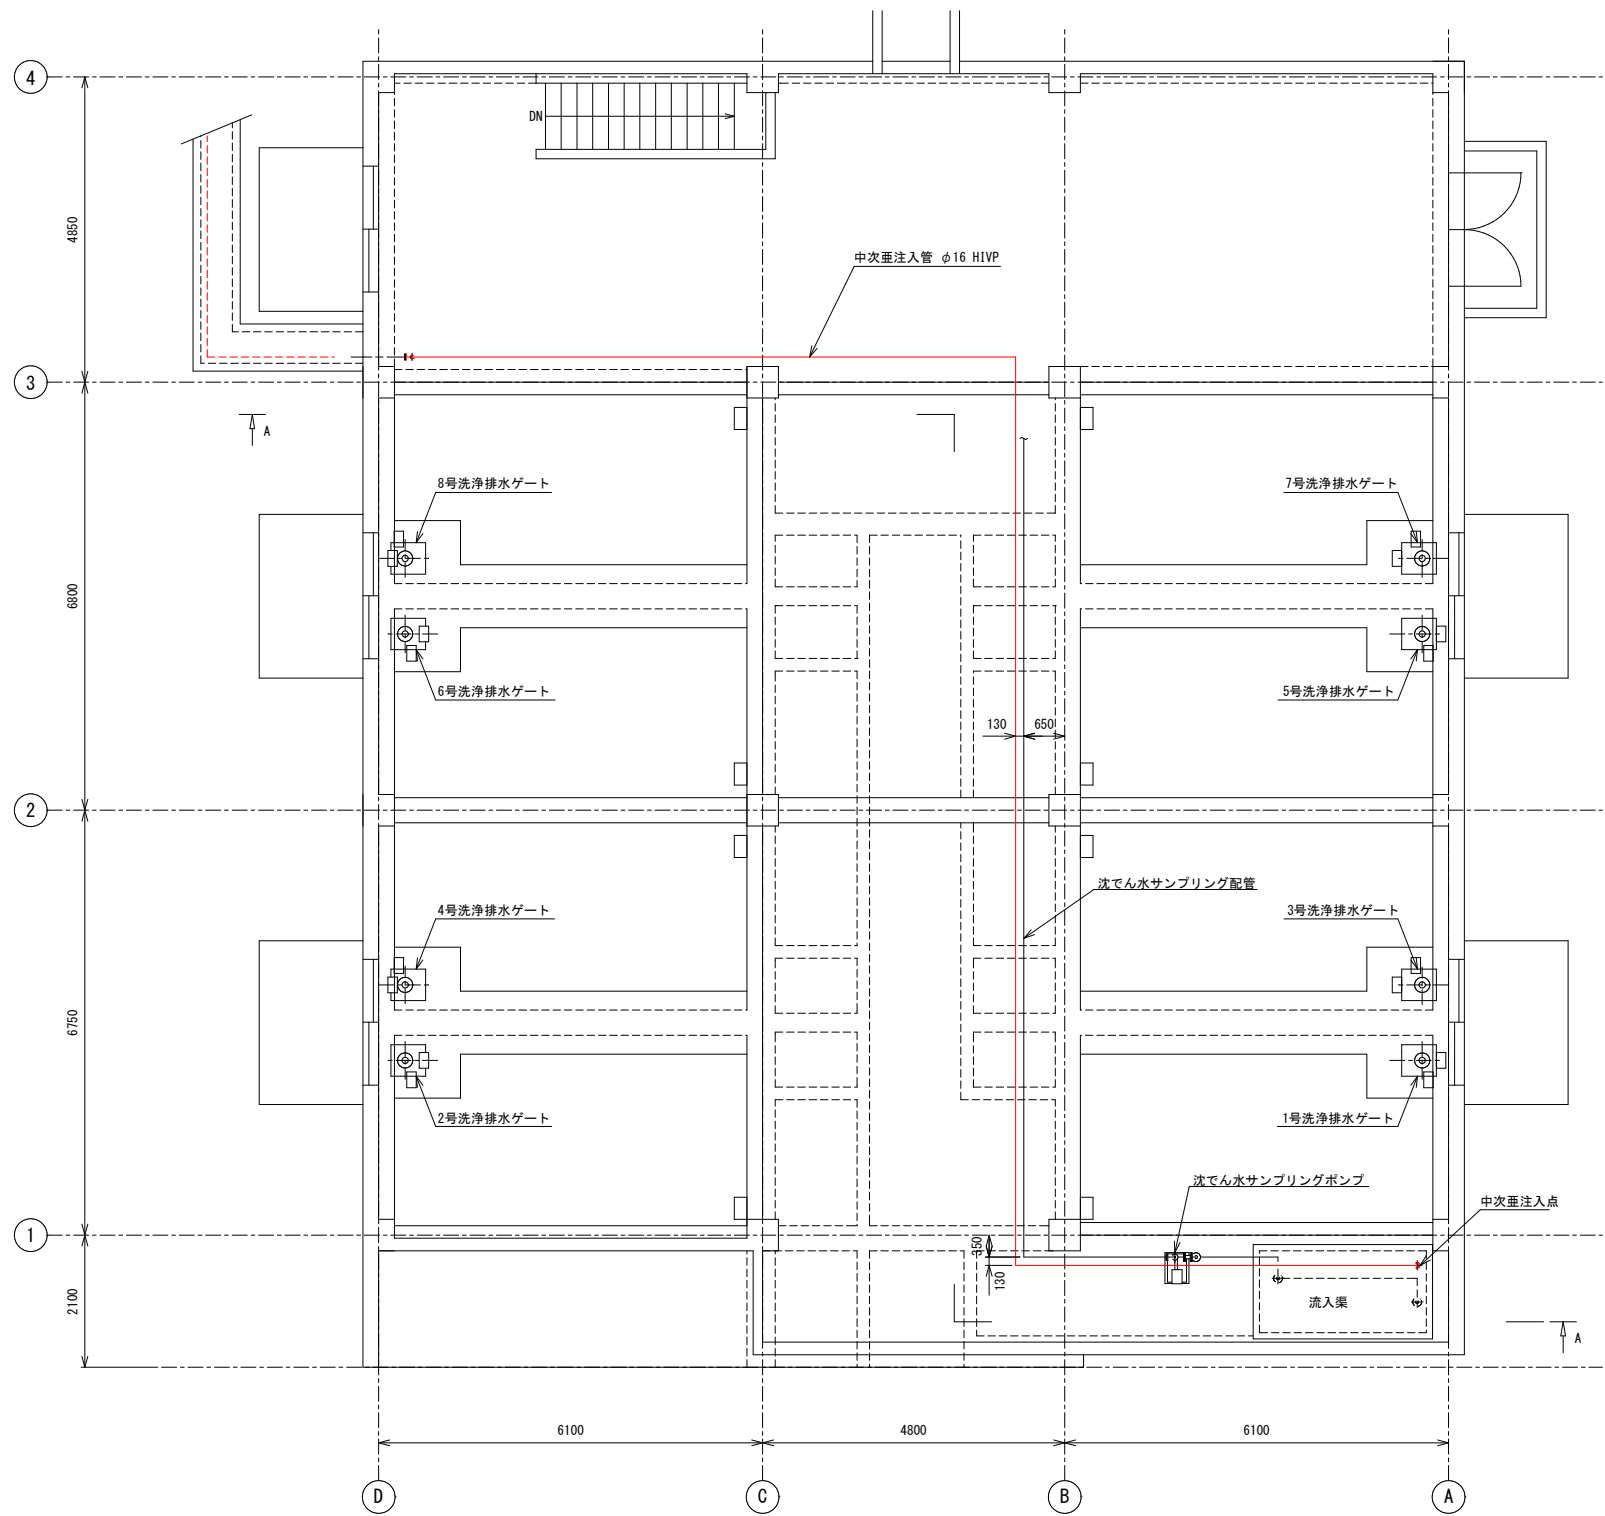 4
DN
4850
中次亜注入管 φ16 HIVP
3
A
8号洗浄排水ゲート
7号洗浄排水ゲート
6800
6号洗浄排水ゲート
5号洗浄排水ゲート
130
650
2
沈でん水サンプリング配管
4号洗浄排水ゲート
3号洗浄排水ゲート
6750
2号洗浄排水ゲート
1号洗浄排水ゲート
沈でん水サンプリングポンプ
中次亜注入点
1
350
130
2100
流入渠
A
6100
4800
6100
D
C
B
A